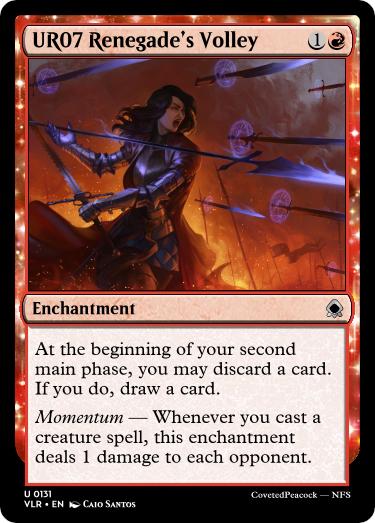 UR07 Renegade's Volley 1
Enchantment
At the beginning of your second
main phase, you may discard a card.
If you do, draw a card.
Momentum — Whenever you cast a
creature spell, this enchantment
deals 1 damage to each opponent.
U 0131
VLR • EN Caio Santos
CovetedPeacock — NFS